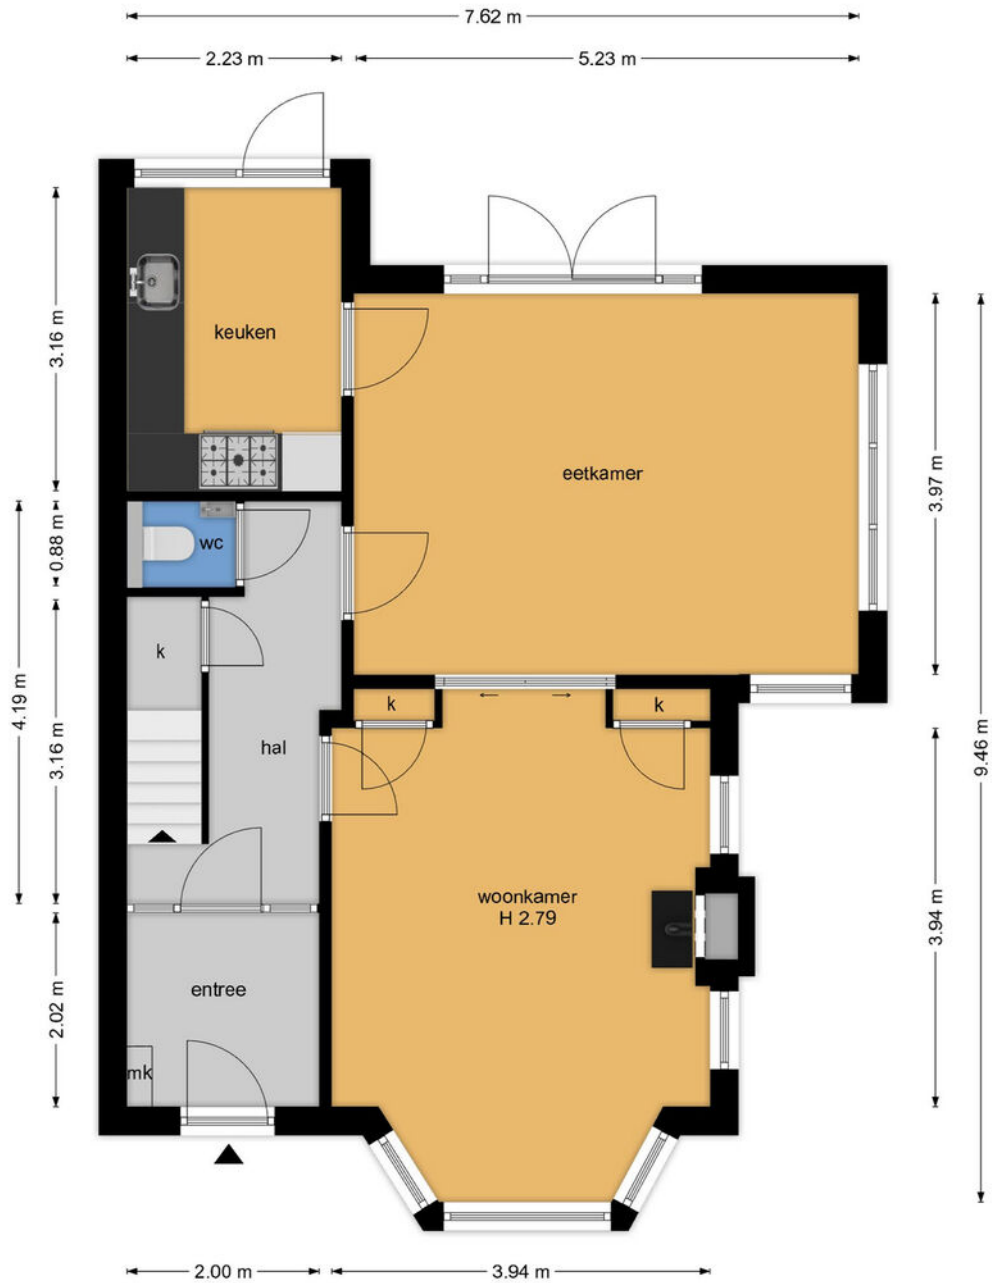 7.62 m
2.23 m
5.23 m
3.16 m
keuken
3.97 m
eetkamer
0.88 m
wc
k
4.19 m
3.16 m
k
k
hal
9.46 m
woonkamer
H 2.79
3.94 m
entree
2.02 m
mk
2.00 m
3.94 m